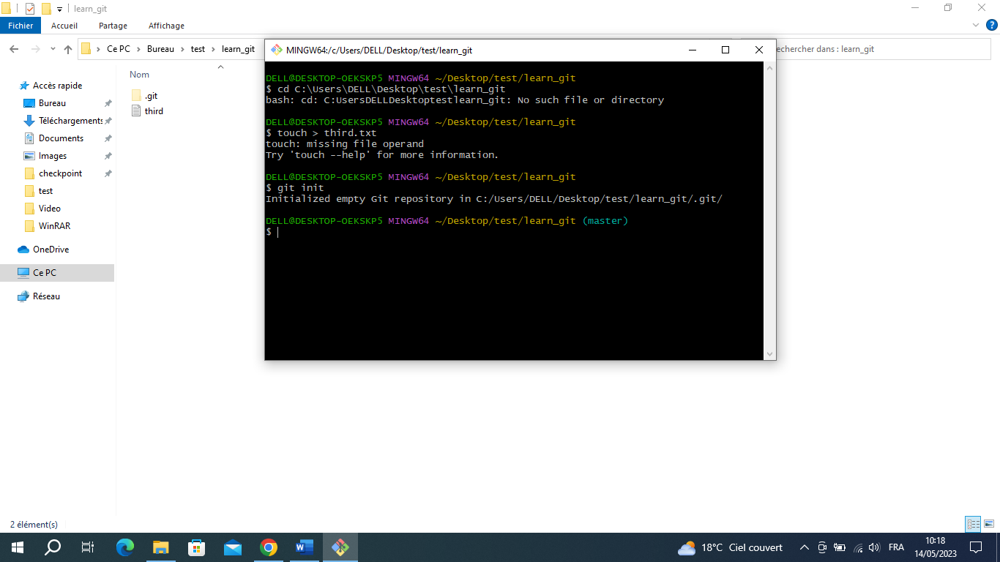 learn_git
Fichier Accueil Partage Affichage
Ce PC Bureau test learn_git
echercher dans : learn_git
Nom
.git
third
Accès rapide
Bureau
Téléchargements
Documents
Images
checkpoint
test
Video
WinRAR
OneDrive
Ce PC
Réseau
MINGW64:/c/Users/DELL/Desktop/test/learn_git
DELL@DESKTOP-OEKSKP5 MINGW64 ~/Desktop/test/learn_git
$ cd C:\Users\DELL\Desktop\test\learn_git
bash: cd: C:UsersDELLDesktoptestlearn_git: No such file or directory
DELL@DESKTOP-OEKSKP5 MINGW64 ~/Desktop/test/learn_git
$ touch > third.txt
touch: missing file operand
Try 'touch --help' for more information.
DELL@DESKTOP-OEKSKP5 MINGW64 ~/Desktop/test/learn_git
$ git init
Initialized empty Git repository in C:/Users/DELL/Desktop/test/learn_git/.git/
DELL@DESKTOP-OEKSKP5 MINGW64 ~/Desktop/test/learn_git (master)
$
2 élément(s)
18°C Ciel couvert
FRA
10:18
14/05/2023